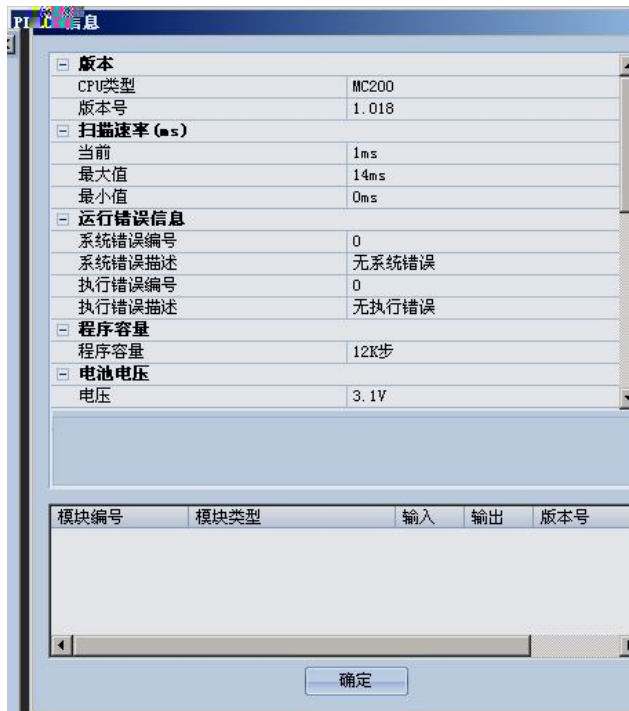 PLC信息
版本
CPU类型 MC200
版本号 1.018
扫描速率(ms)
当前 1ms
最大值 14ms
最小值 0ms
运行错误信息
系统错误编号 0
系统错误描述 无系统错误
执行错误编号 0
执行错误描述 无执行错误
程序容量
程序容量 12K步
电池电压
电压 3.1V
模块编号 模块类型 输入 输出 版本号
确定